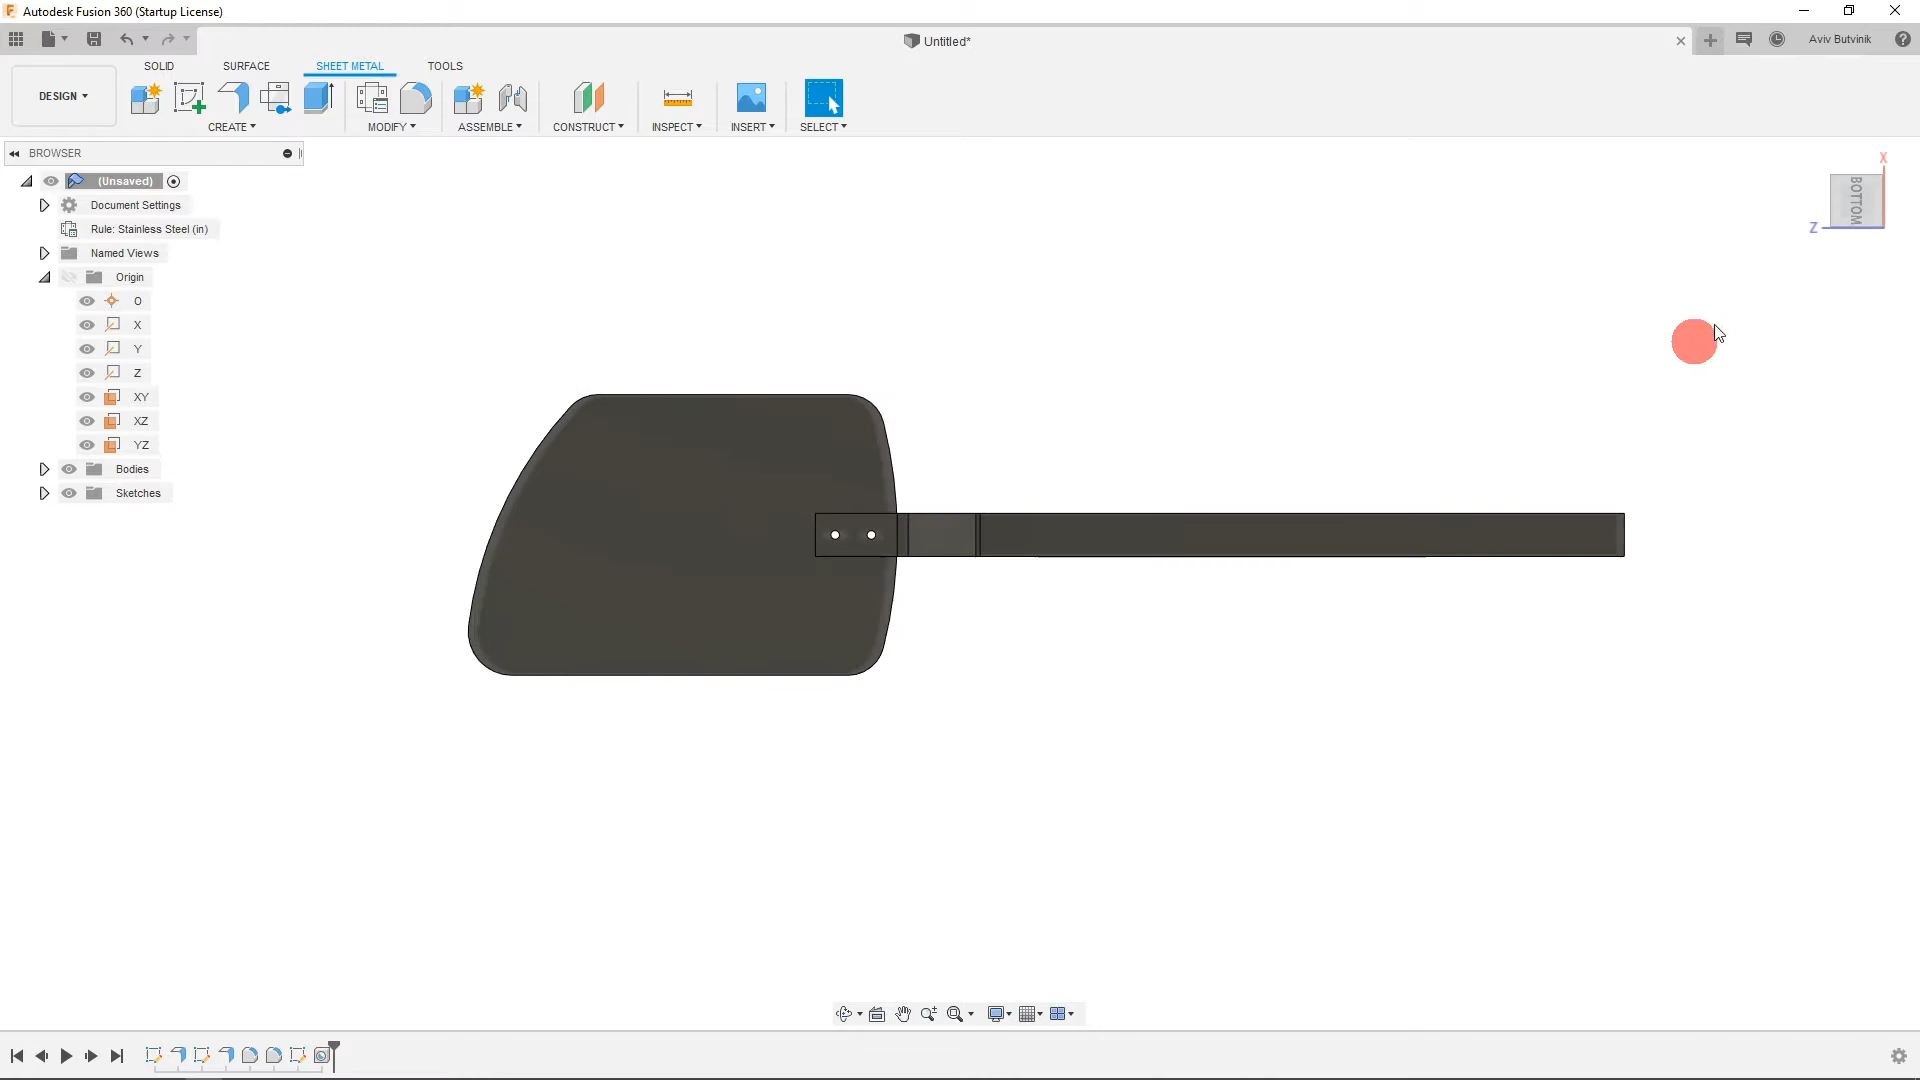 Autodesk Fusion 360 (Startup License)
Untitled*
Aviv Butvinik
DESIGN
SOLID
SURFACE
SHEET METAL
TOOLS
CREATE
MODIFY
ASSEMBLE
CONSTRUCT
INSPECT
INSERT
SELECT
BROWSER
(Unsaved)
Document Settings
Rule: Stainless Steel (in)
Named Views
Origin
O
X
Y
Z
XY
XZ
YZ
Bodies
Sketches
X
BOTTOM
Z